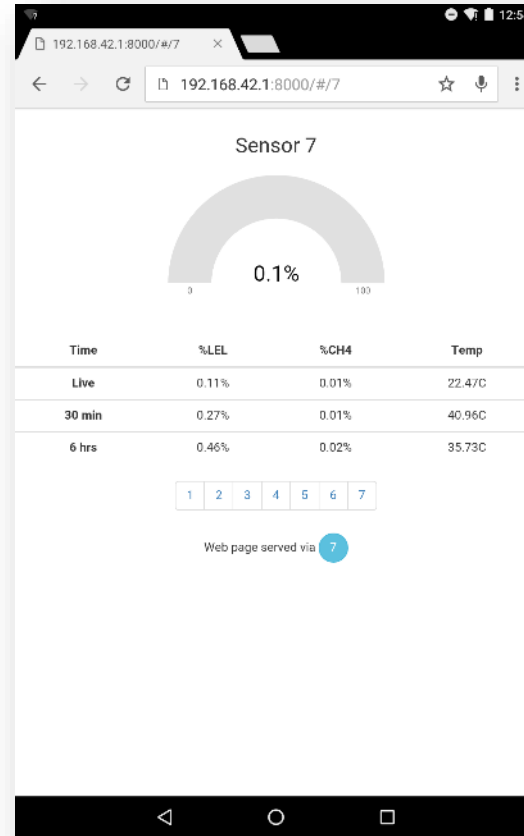 12:5
192.168.42.1:8000/#/7
192.168.42.1:8000/#/7
Sensor 7
0.1%
0 100
Time %LEL %CH4 Temp
Live 0.11% 0.01% 22.47C
30 min 0.27% 0.01% 40.96C
6 hrs 0.46% 0.02% 35.73C
1 2 3 4 5 6 7
Web page served via 7